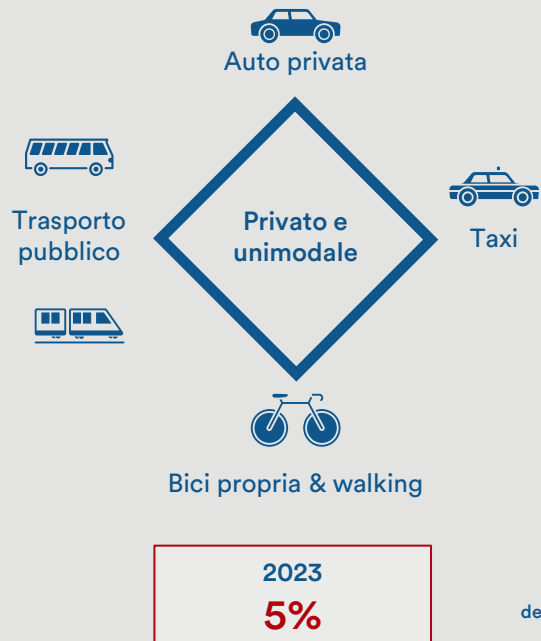 Auto privata
Trasporto
pubblico
Privato e
unimodale
Taxi
Bici propria & walking
2023
5%
de